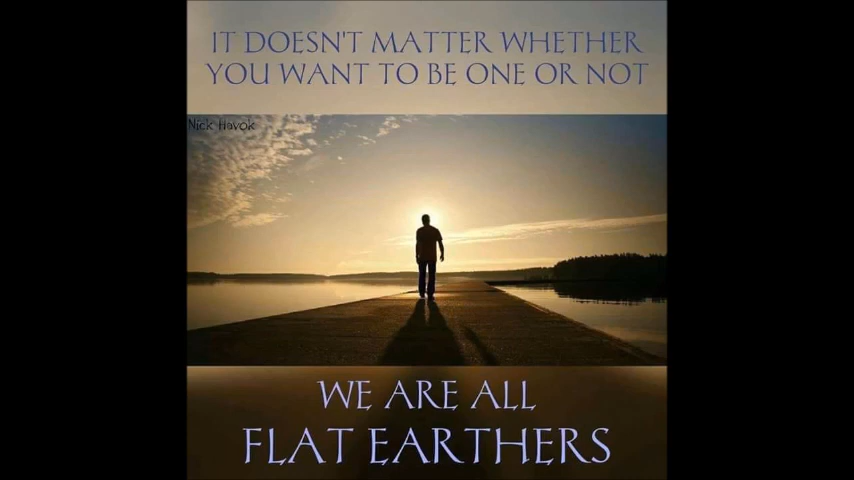 IT DOESN'T MATTER WHETHER
YOU WANT TO BE ONE OR NOT
Nick Havok
WE ARE ALL
FLAT EARTHERS